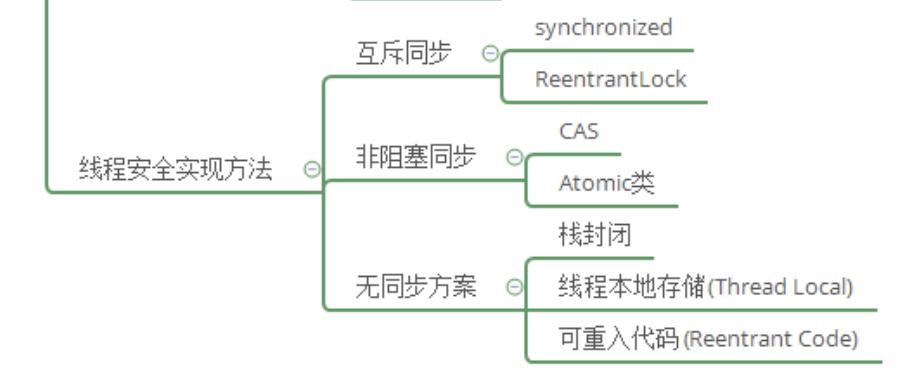 线程安全实现方法
互斥同步
synchronized
ReentrantLock
非阻塞同步
CAS
Atomic类
无同步方案
栈封闭
线程本地存储(Thread Local)
可重入代码(Reentrant Code)